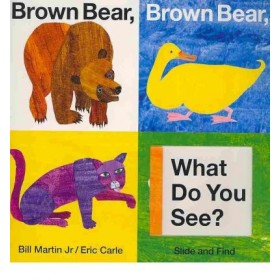 Brown Bear,
Brown Bear,
What
Do You
See?
Bill Martin Jr / Eric Carle
Slide and Find